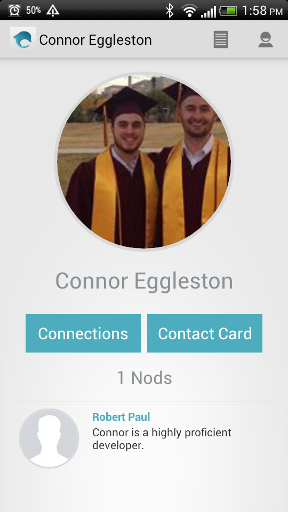 50% 1:58 PM
Connor Eggleston
Connor Eggleston
Connections Contact Card
1 Nods
Robert Paul
Connor is a highly proficient
developer.